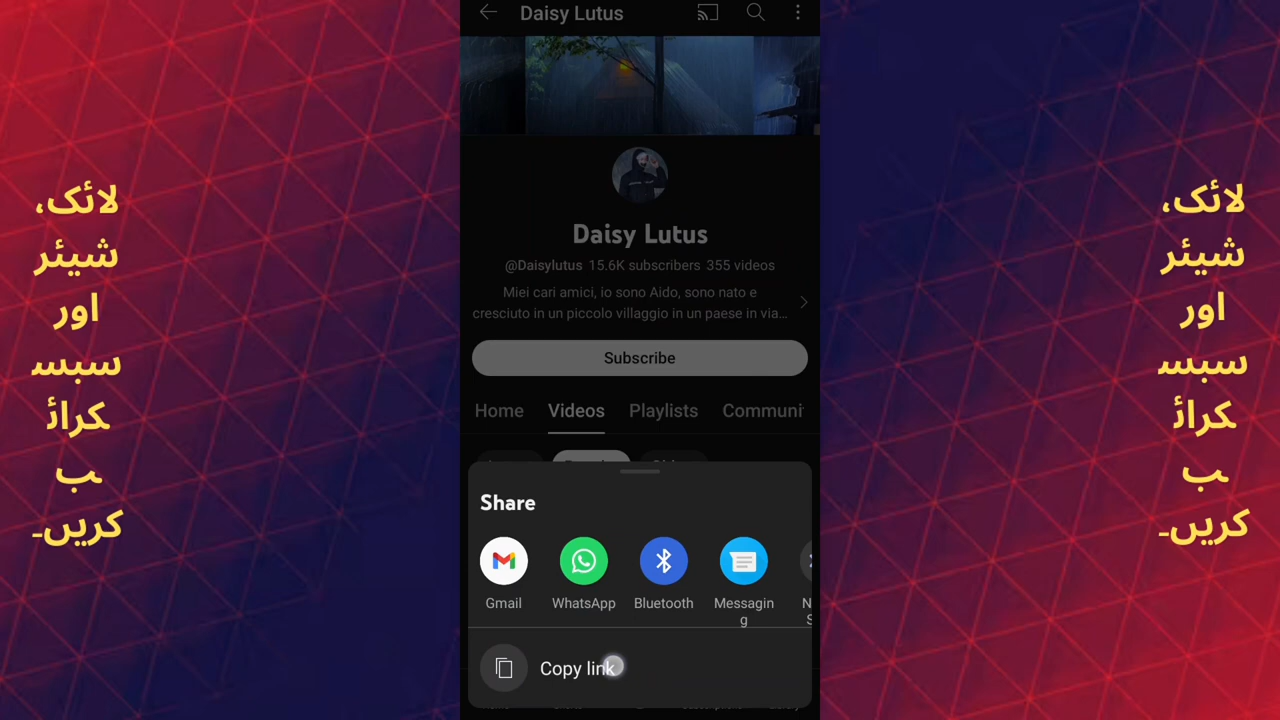 Daisy Lutus
Daisy Lutus
@Daisylutus 15.6K subscribers 355 videos
Miei cari amici, io sono Aido, sono nato e
cresciuto in un piccolo villaggio in un paese in via...
Subscribe
Home Videos Playlists Communi
Share
Gmail WhatsApp Bluetooth Messagin
g
Copy link
لائک،
شیئر
اور
سبس
کرائ
ب
کریں۔
لائک،
شیئر
اور
سبس
کرائ
ب
کریں۔